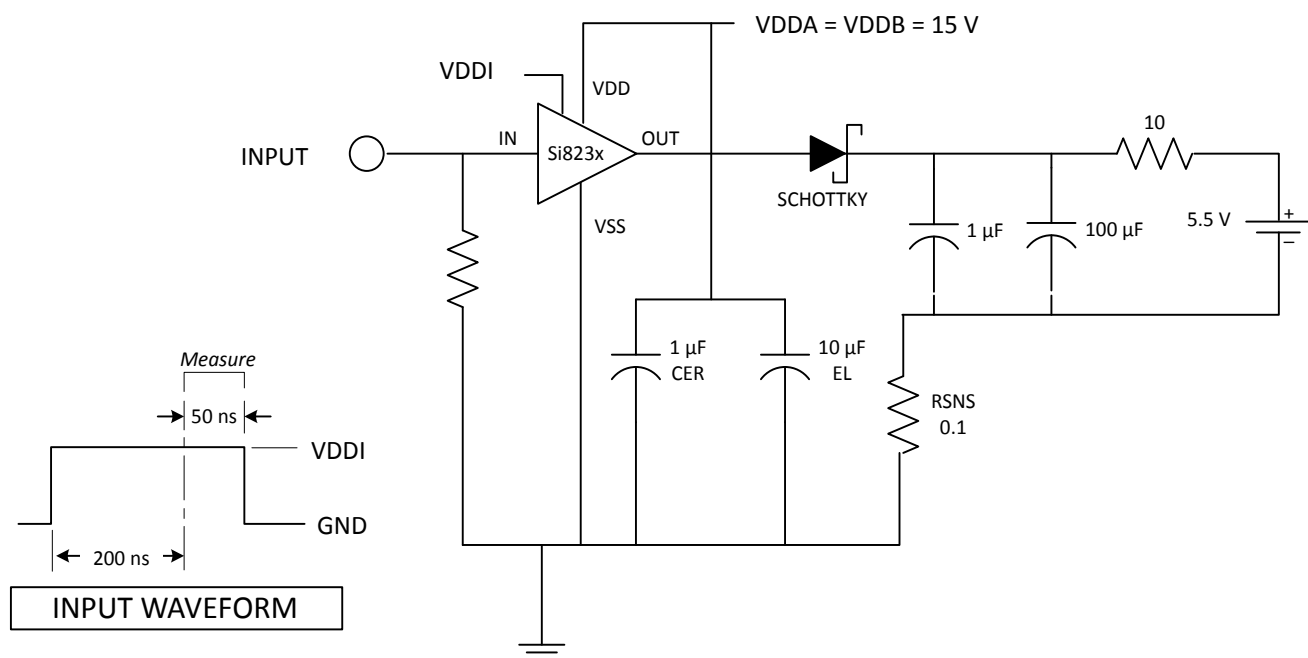 VDDA = VDDB = 15 V
VDDI
VDD
10
INPUT
IN
Si823x
OUT
SCHOTTKY
VSS
1 µF
100 µF
5.5 V
+
–
Measure
50 ns
1 µF
CER
10 µF
EL
RSNS
0.1
VDDI
GND
200 ns
INPUT WAVEFORM